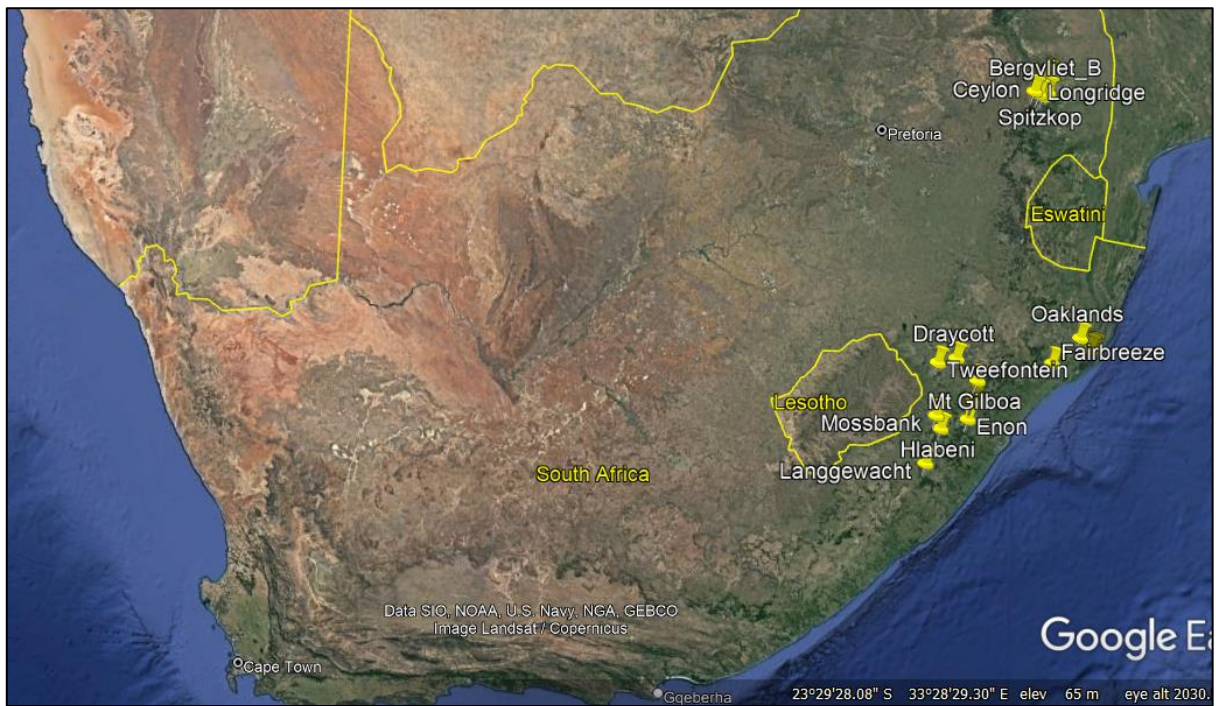 Bergvliet_B
Ceylon
Longridge
Spitzkop
Pretoria
Eswatini
Oaklands
Draycott
Fairbreeze
Tweefontein
Lesotho
Mt Gilboa
Mossbank
Enon
Hlabeni
Langgewacht
South Africa
Data SIO, NOAA, U.S. Navy, NGA, GEBCO
Image Landsat / Copernicus
Google Ea
Cape Town
Gqeberha
23°29'28.08" S 33°28'29.30" E elev 65 m eye alt 2030.